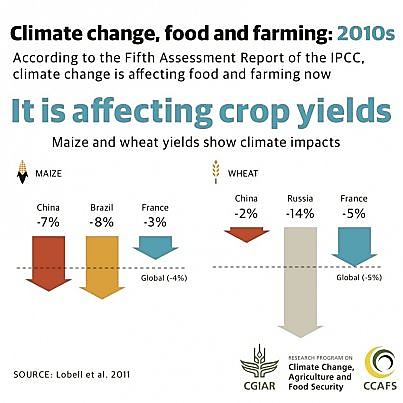 Climate change, food and farming: 2010s
According to the Fifth Assessment Report of the IPCC,
climate change is affecting food and farming now
It is affecting crop yields
Maize and wheat yields show climate impacts
MAIZE
China
-7%
Brazil
-8%
France
-3%
Global (-4%)
WHEAT
China
-2%
Russia
-14%
France
-5%
Global (-5%)
SOURCE: Lobell et al. 2011
CGIAR
RESEARCH PROGRAM ON
Climate Change,
Agriculture and
Food Security
CCAFS